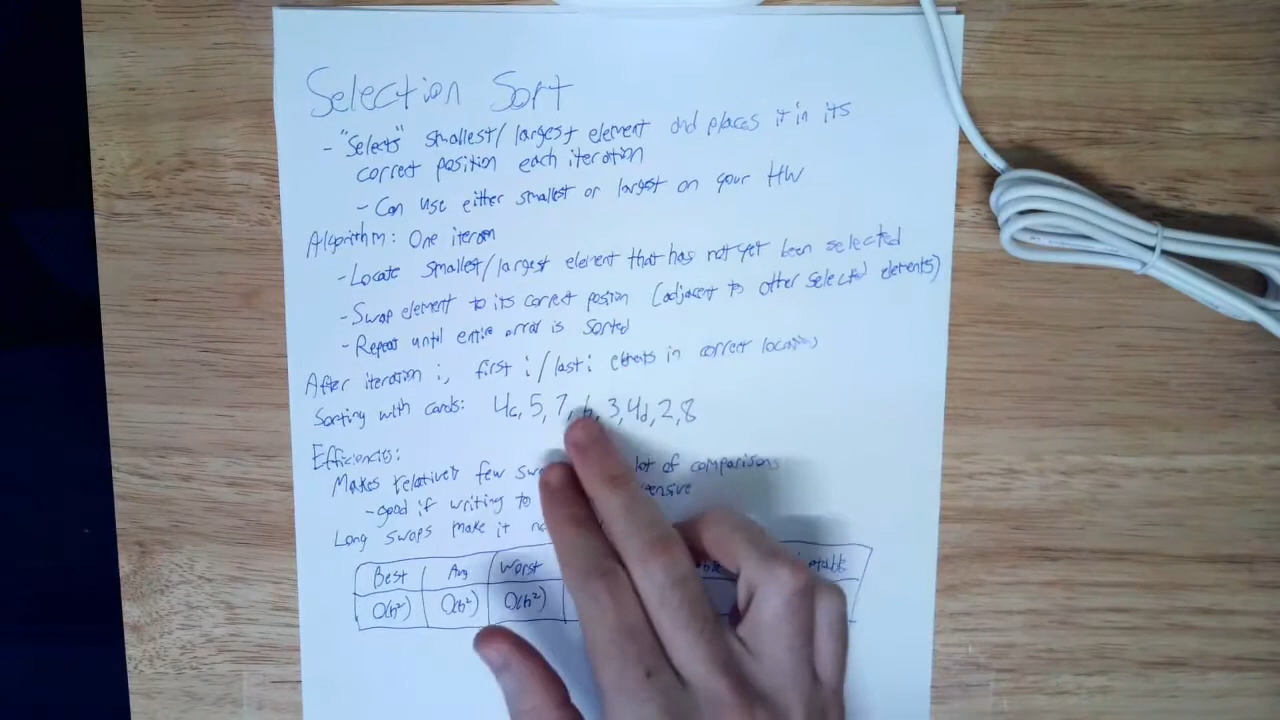 Selection Sort
- "Selects" smallest/largest element and places it in its
correct position each iteration
- Can use either smallest or largest on your HW
Algorithm: One iteration
- Locate smallest/largest element that has not yet been selected
- Swap element to its correct position (adjacent to other selected elements)
- Repeat until entire array is sorted
After iteration i, first i/last i elements in correct locations
Sorting with cards: 4c, 5, 7, 6, 3, 4d, 2, 8
Efficiency:
Makes relatively few lot of comparisons
- good if writing to
Long swaps make it
Best Avg Worst
O(n²) O(n²) O(n²)